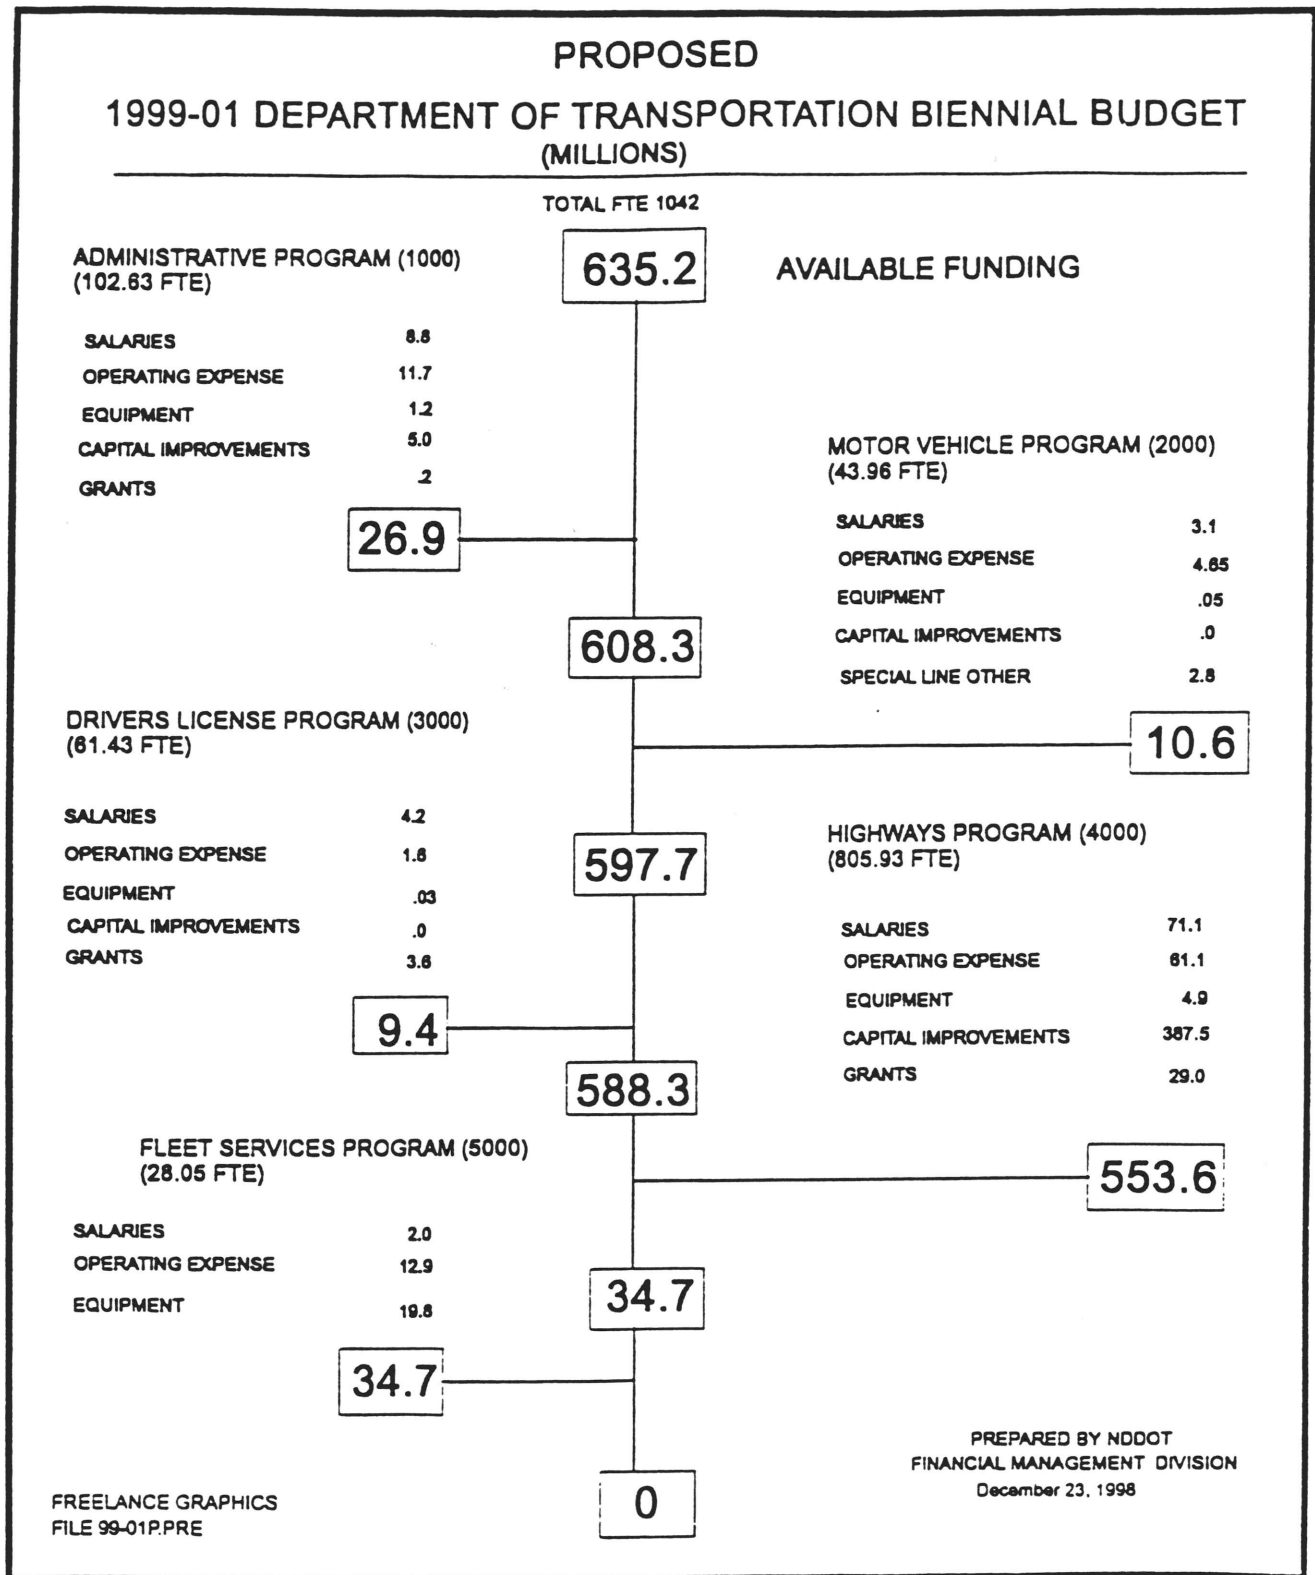 PROPOSED
1999-01 DEPARTMENT OF TRANSPORTATION BIENNIAL BUDGET
(MILLIONS)
TOTAL FTE 1042
635.2
AVAILABLE FUNDING
ADMINISTRATIVE PROGRAM (1000)
(102.63 FTE)
SALARIES 8.8
OPERATING EXPENSE 11.7
EQUIPMENT 1.2
CAPITAL IMPROVEMENTS 5.0
GRANTS .2
26.9
MOTOR VEHICLE PROGRAM (2000)
(43.96 FTE)
SALARIES 3.1
OPERATING EXPENSE 4.65
EQUIPMENT .05
CAPITAL IMPROVEMENTS .0
SPECIAL LINE OTHER 2.8
608.3
10.6
DRIVERS LICENSE PROGRAM (3000)
(61.43 FTE)
SALARIES 4.2
OPERATING EXPENSE 1.6
EQUIPMENT .03
CAPITAL IMPROVEMENTS .0
GRANTS 3.6
597.7
9.4
HIGHWAYS PROGRAM (4000)
(805.93 FTE)
SALARIES 71.1
OPERATING EXPENSE 61.1
EQUIPMENT 4.9
CAPITAL IMPROVEMENTS 387.5
GRANTS 29.0
588.3
553.6
FLEET SERVICES PROGRAM (5000)
(28.05 FTE)
SALARIES 2.0
OPERATING EXPENSE 12.9
EQUIPMENT 19.8
34.7
34.7
0
PREPARED BY NDDOT
FINANCIAL MANAGEMENT DIVISION
December 23, 1998
FREELANCE GRAPHICS
FILE 99-01P.PRE